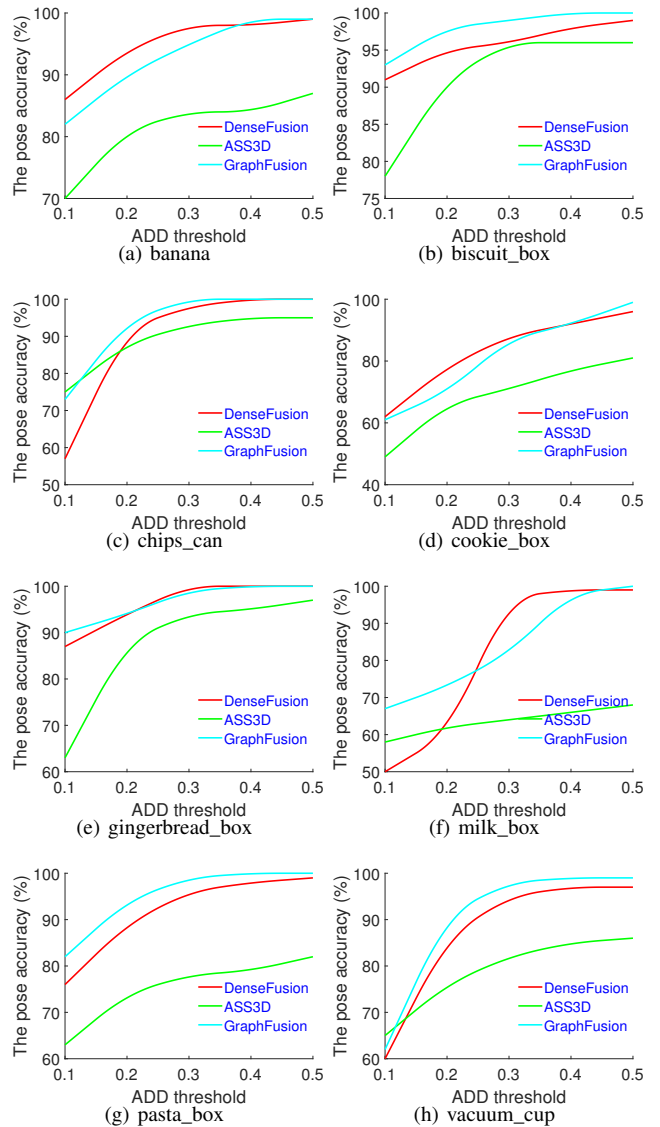 The pose accuracy (%)
100
90
80
70
0.1 0.2 0.3 0.4 0.5
ADD threshold
DenseFusion
ASS3D
GraphFusion
(a) banana
The pose accuracy (%)
100
95
90
85
80
75
0.1 0.2 0.3 0.4 0.5
ADD threshold
DenseFusion
ASS3D
GraphFusion
(b) biscuit_box
The pose accuracy (%)
100
90
80
70
60
50
0.1 0.2 0.3 0.4 0.5
ADD threshold
DenseFusion
ASS3D
GraphFusion
(c) chips_can
The pose accuracy (%)
100
80
60
40
0.1 0.2 0.3 0.4 0.5
ADD threshold
DenseFusion
ASS3D
GraphFusion
(d) cookie_box
The pose accuracy (%)
100
90
80
70
60
0.1 0.2 0.3 0.4 0.5
ADD threshold
DenseFusion
ASS3D
GraphFusion
(e) gingerbread_box
The pose accuracy (%)
100
90
80
70
60
50
0.1 0.2 0.3 0.4 0.5
ADD threshold
DenseFusion
ASS3D
GraphFusion
(f) milk_box
The pose accuracy (%)
100
90
80
70
60
0.1 0.2 0.3 0.4 0.5
ADD threshold
DenseFusion
ASS3D
GraphFusion
(g) pasta_box
The pose accuracy (%)
100
90
80
70
60
0.1 0.2 0.3 0.4 0.5
ADD threshold
DenseFusion
ASS3D
GraphFusion
(h) vacuum_cup